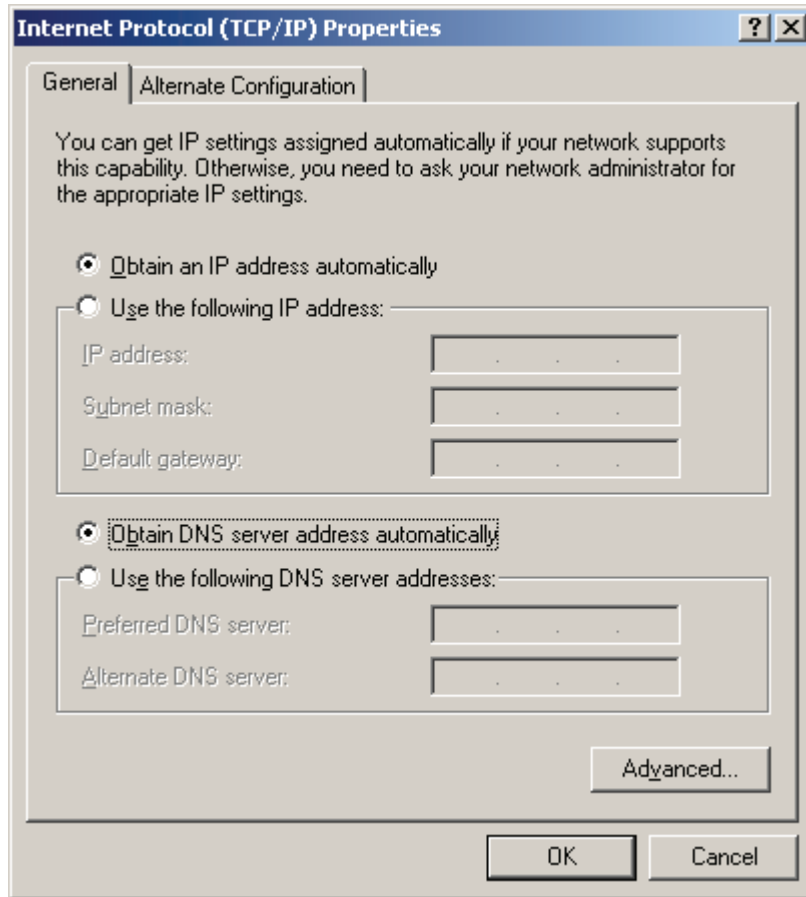 Internet Protocol (TCP/IP) Properties
General
Alternate Configuration
You can get IP settings assigned automatically if your network supports
this capability. Otherwise, you need to ask your network administrator for
the appropriate IP settings.
Obtain an IP address automatically
Use the following IP address:
IP address:
Subnet mask:
Default gateway:
Obtain DNS server address automatically
Use the following DNS server addresses:
Preferred DNS server:
Alternate DNS server:
Advanced...
OK
Cancel